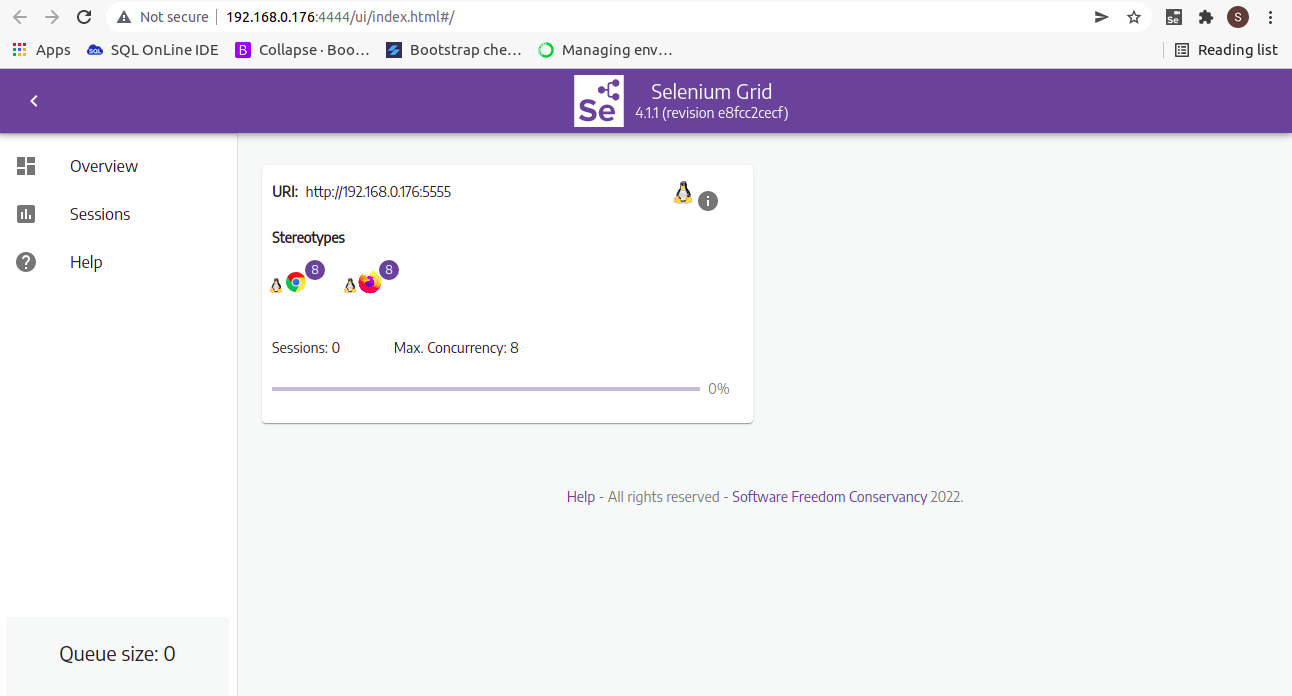 Not secure 192.168.0.176:4444/ui/index.html#/ Se S
Apps SQL SQL OnLine IDE B Collapse · Boo... Bootstrap che... Managing env... Reading list
Se Selenium Grid
4.1.1 (revision e8fcc2cecf)
Overview
Sessions
Help
URI: http://192.168.0.176:5555
Stereotypes
8 8
Sessions: 0 Max. Concurrency: 8
0%
Help - All rights reserved - Software Freedom Conservancy 2022.
Queue size: 0